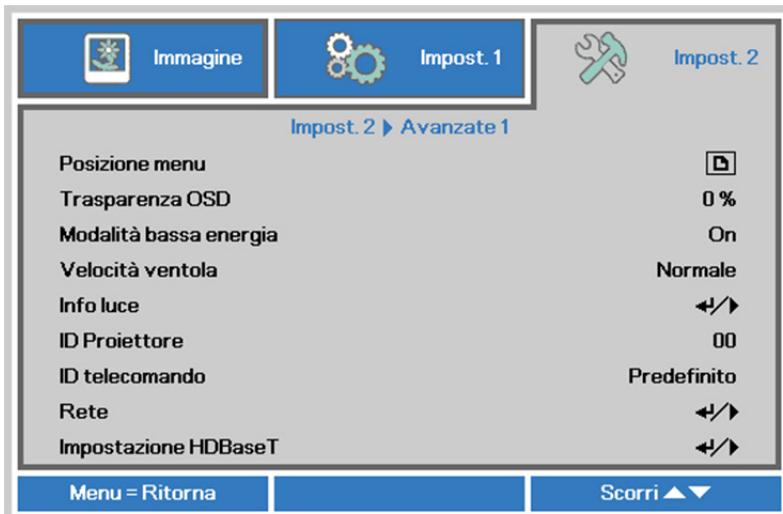 Immagine
Impost. 1
Impost. 2
Impost. 2 ▶ Avanzate 1
Posizione menu
Trasparenza OSD 0 %
Modalità bassa energia On
Velocità ventola Normale
Info luce
ID Proiettore 00
ID telecomando Predefinito
Rete
Impostazione HDBaseT
Menu = Ritorna
Scorri ▲▼